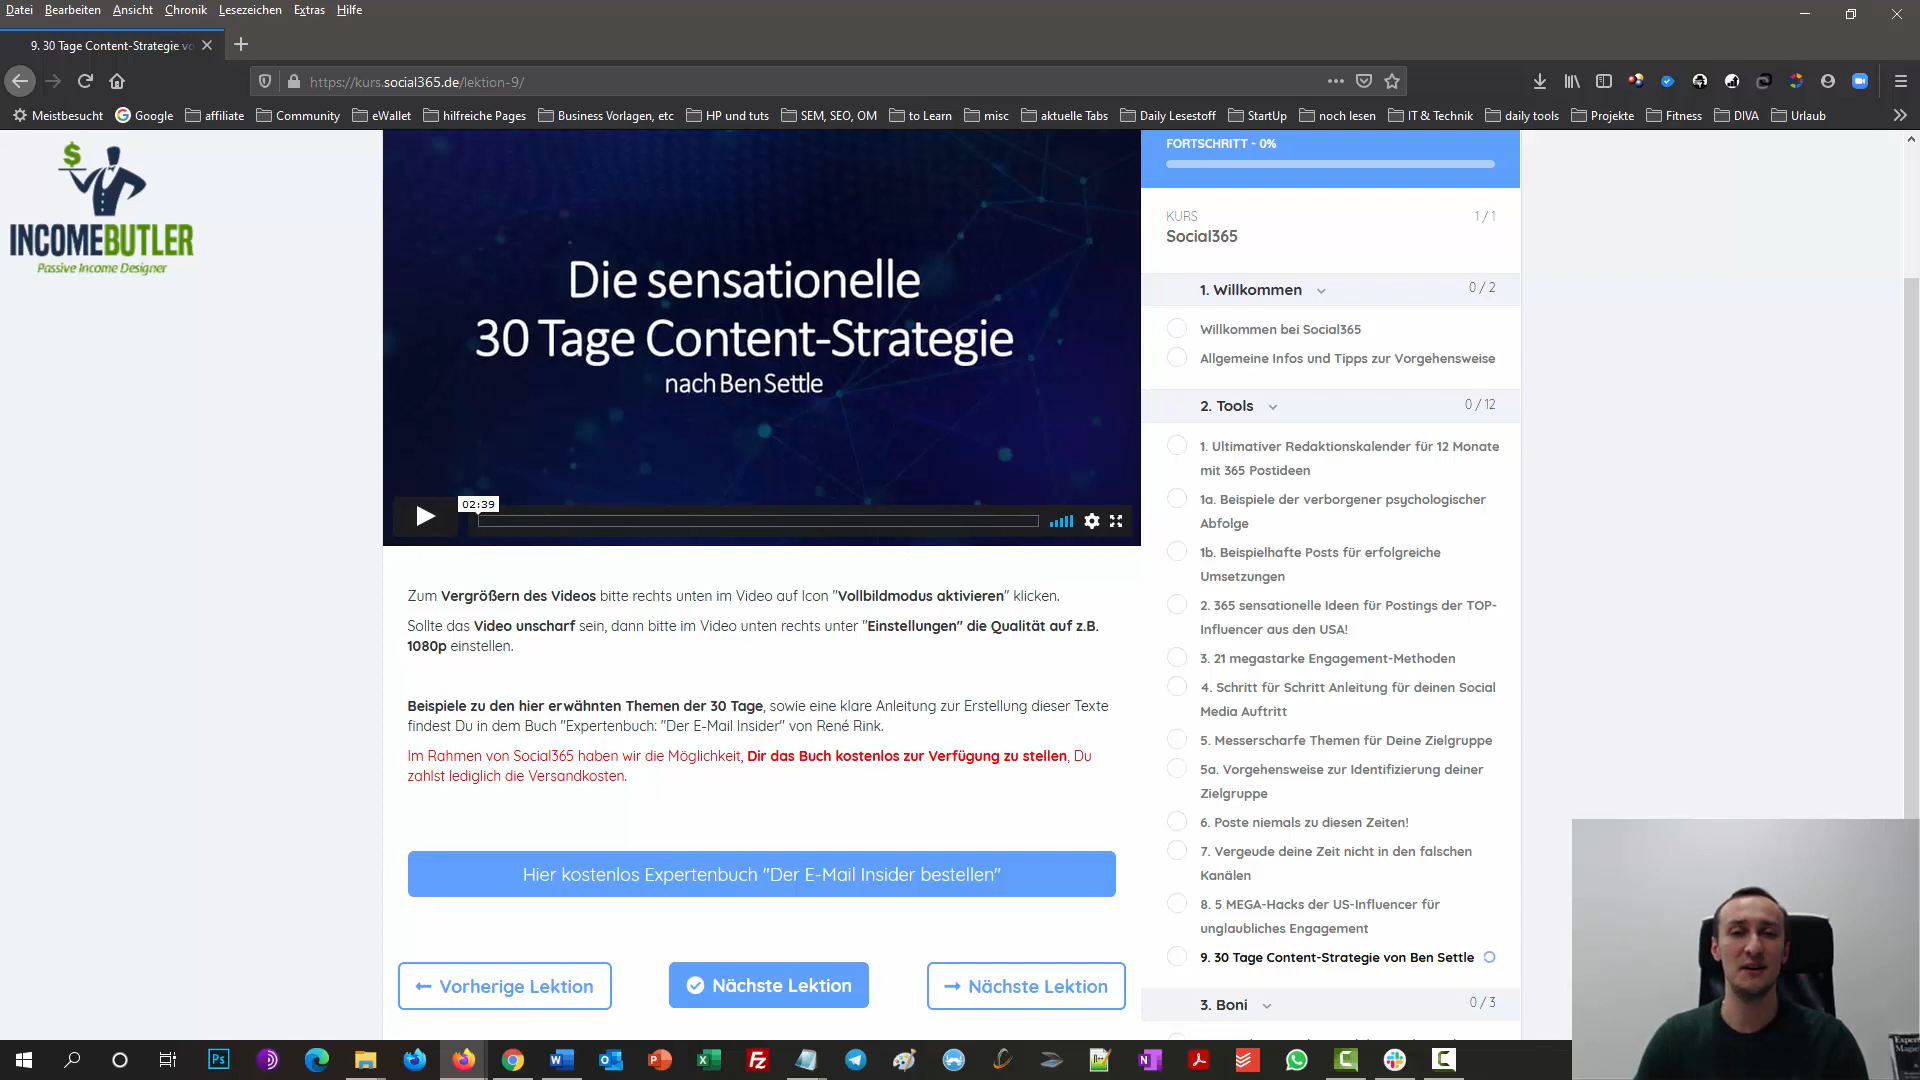 Datei Bearbeiten Ansicht Chronik Lesezeichen Extras Hilfe
9. 30 Tage Content-Strategie vo
https://kurs.social365.de/lektion-9/
Meistbesucht Google affiliate Community eWallet hilfreiche Pages Business Vorlagen, etc HP und tuts SEM, SEO, OM to Learn misc aktuelle Tabs Daily Lesestoff StartUp noch lesen IT & Technik daily tools Projekte Fitness DIVA Urlaub
$
INCOMEBUTLER
Passive Income Designer
Die sensationelle
30 Tage Content-Strategie
nach Ben Settle
02:39
Zum Vergrößern des Videos bitte rechts unten im Video auf Icon "Vollbildmodus aktivieren" klicken.
Sollte das Video unscharf sein, dann bitte im Video unten rechts unter "Einstellungen" die Qualität auf z.B.
1080p einstellen.
Beispiele zu den hier erwähnten Themen der 30 Tage, sowie eine klare Anleitung zur Erstellung dieser Texte
findest Du in dem Buch "Expertenbuch: "Der E-Mail Insider" von René Rink.
Im Rahmen von Social365 haben wir die Möglichkeit, Dir das Buch kostenlos zur Verfügung zu stellen, Du
zahlst lediglich die Versandkosten.
Hier kostenlos Expertenbuch "Der E-Mail Insider bestellen"
Vorherige Lektion
Nächste Lektion
Nächste Lektion
FORTSCHRITT - 0%
KURS 1 / 1
Social365
1. Willkommen 0 / 2
Willkommen bei Social365
Allgemeine Infos und Tipps zur Vorgehensweise
2. Tools 0 / 12
1. Ultimativer Redaktionskalender für 12 Monate
mit 365 Postideen
1a. Beispiele der verborgener psychologischer
Abfolge
1b. Beispielhafte Posts für erfolgreiche
Umsetzungen
2. 365 sensationelle Ideen für Postings der TOP-
Influencer aus den USA!
3. 21 megastarke Engagement-Methoden
4. Schritt für Schritt Anleitung für deinen Social
Media Auftritt
5. Messerscharfe Themen für Deine Zielgruppe
5a. Vorgehensweise zur Identifizierung deiner
Zielgruppe
6. Poste niemals zu diesen Zeiten!
7. Vergeude deine Zeit nicht in den falschen
Kanälen
8. 5 MEGA-Hacks der US-Influencer für
unglaubliches Engagement
9. 30 Tage Content-Strategie von Ben Settle
3. Boni 0 / 3